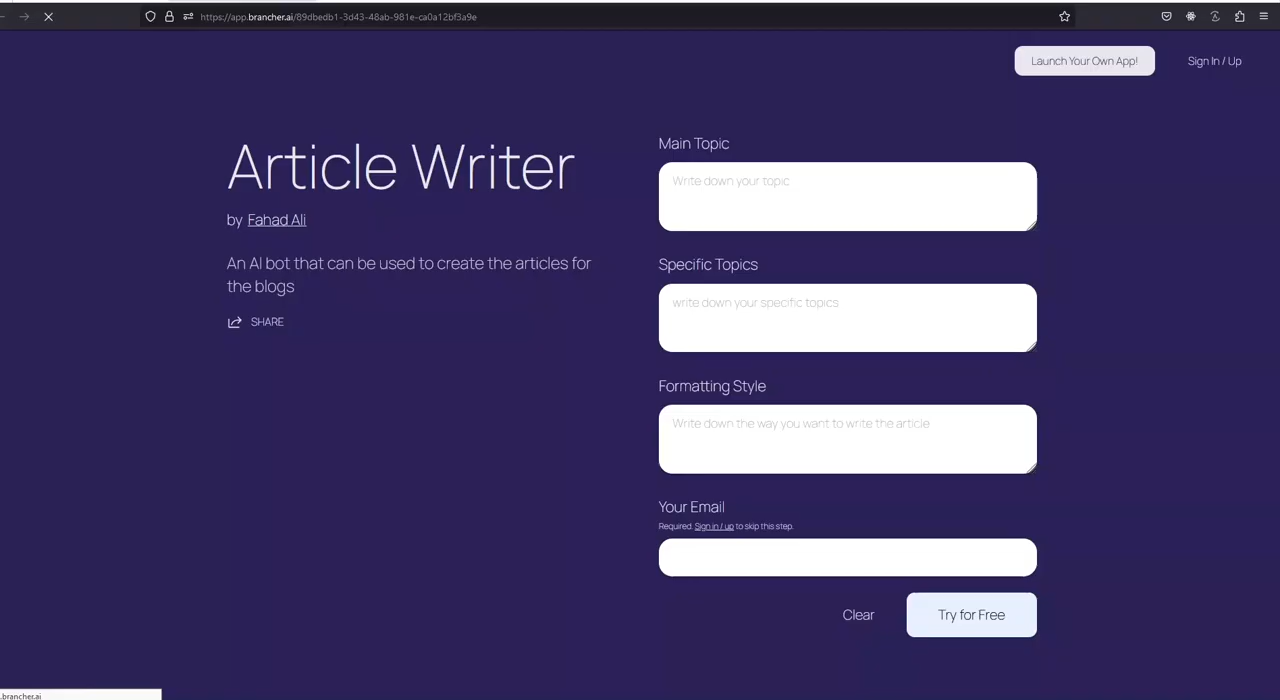 https://app.brancher.ai/89dbedb1-3d43-48ab-981e-ca0a12bf3a9e
Launch Your Own App!
Sign In / Up
Article Writer
by Fahad Ali
An AI bot that can be used to create the articles for
the blogs
SHARE
Main Topic
Write down your topic
Specific Topics
write down your specific topics
Formatting Style
Write down the way you want to write the article
Your Email
Required. Sign in / up to skip this step.
Clear
Try for Free
.brancher.ai